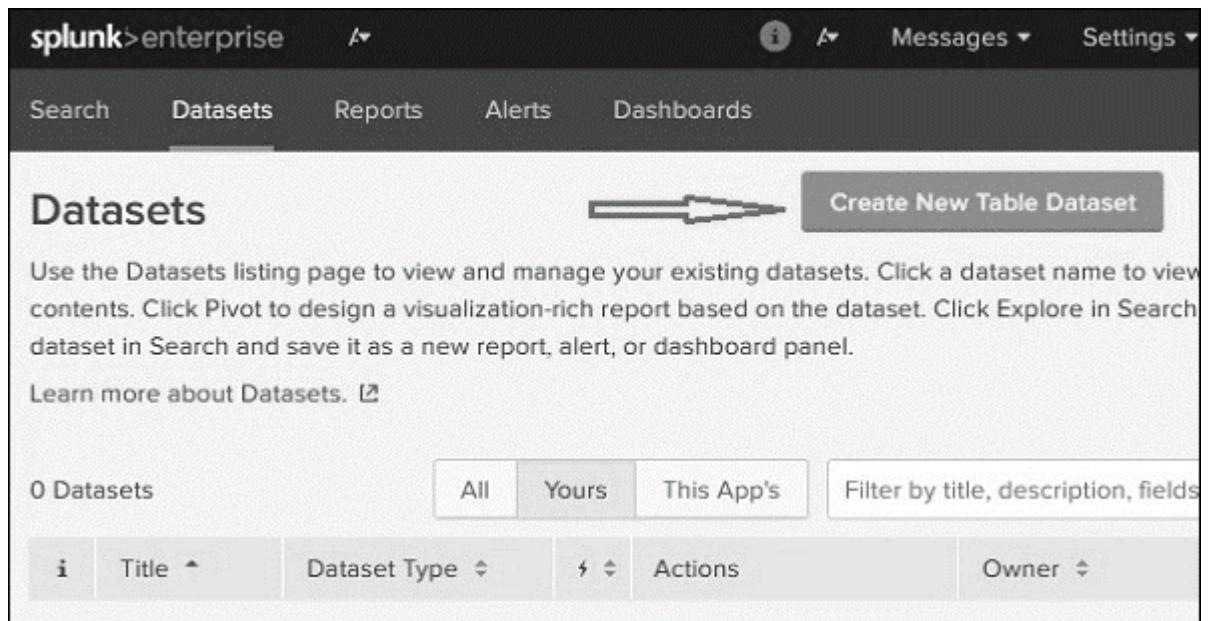 splunk>enterprise Messages Settings
Search Datasets Reports Alerts Dashboards
Datasets
Create New Table Dataset
Use the Datasets listing page to view and manage your existing datasets. Click a dataset name to view
contents. Click Pivot to design a visualization-rich report based on the dataset. Click Explore in Search
dataset in Search and save it as a new report, alert, or dashboard panel.
Learn more about Datasets.
0 Datasets All Yours This App's Filter by title, description, fields
i Title Dataset Type Actions Owner